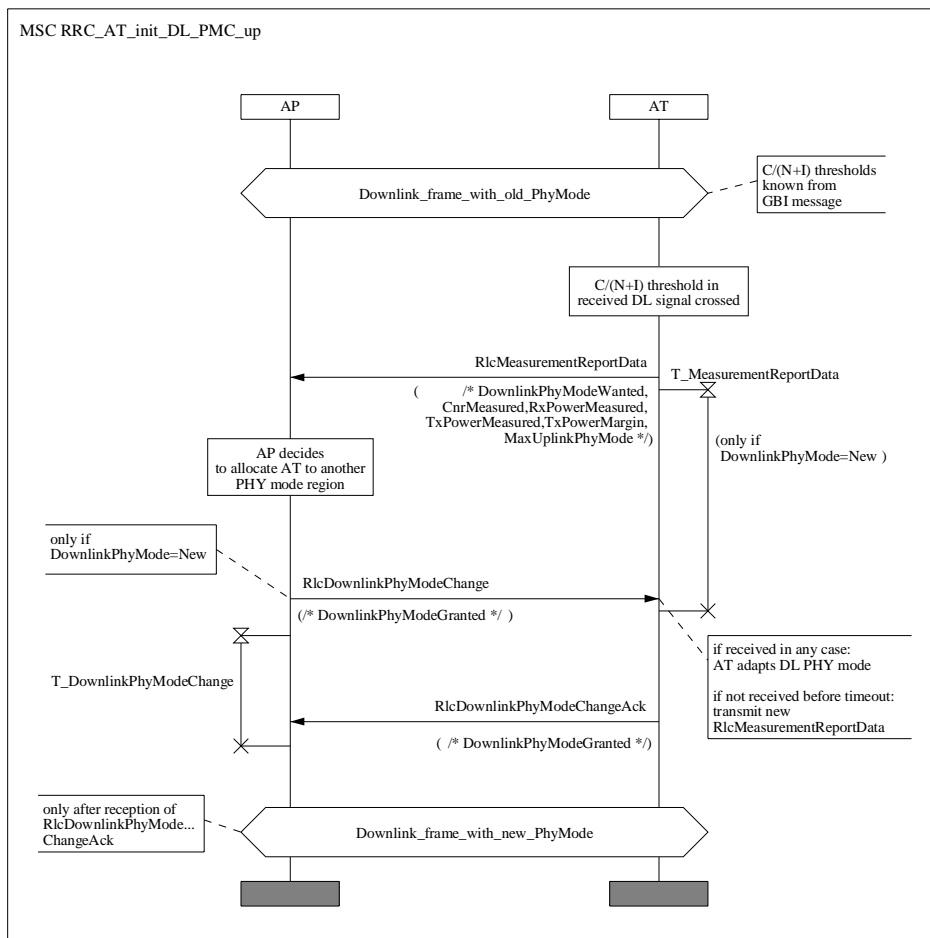 MSC RRC_AT_init_DL_PMC_up
AP
AT
C/(N+I) thresholds
known from
GBI message
Downlink_frame_with_old_PhyMode
C/(N+I) threshold in
received DL signal crossed
RlcMeasurementReportData
T_MeasurementReportData
( /* DownlinkPhyModeWanted,
CnrMeasured,RxPowerMeasured,
TxPowerMeasured,TxPowerMargin,
MaxUplinkPhyMode */)
(only if
DownlinkPhyMode=New )
AP decides
to allocate AT to another
PHY mode region
only if
DownlinkPhyMode=New
RlcDownlinkPhyModeChange
(/* DownlinkPhyModeGranted */ )
if received in any case:
AT adapts DL PHY mode
if not received before timeout:
transmit new
RlcMeasurementReportData
T_DownlinkPhyModeChange
RlcDownlinkPhyModeChangeAck
( /* DownlinkPhyModeGranted */)
only after reception of
RlcDownlinkPhyMode...
ChangeAck
Downlink_frame_with_new_PhyMode